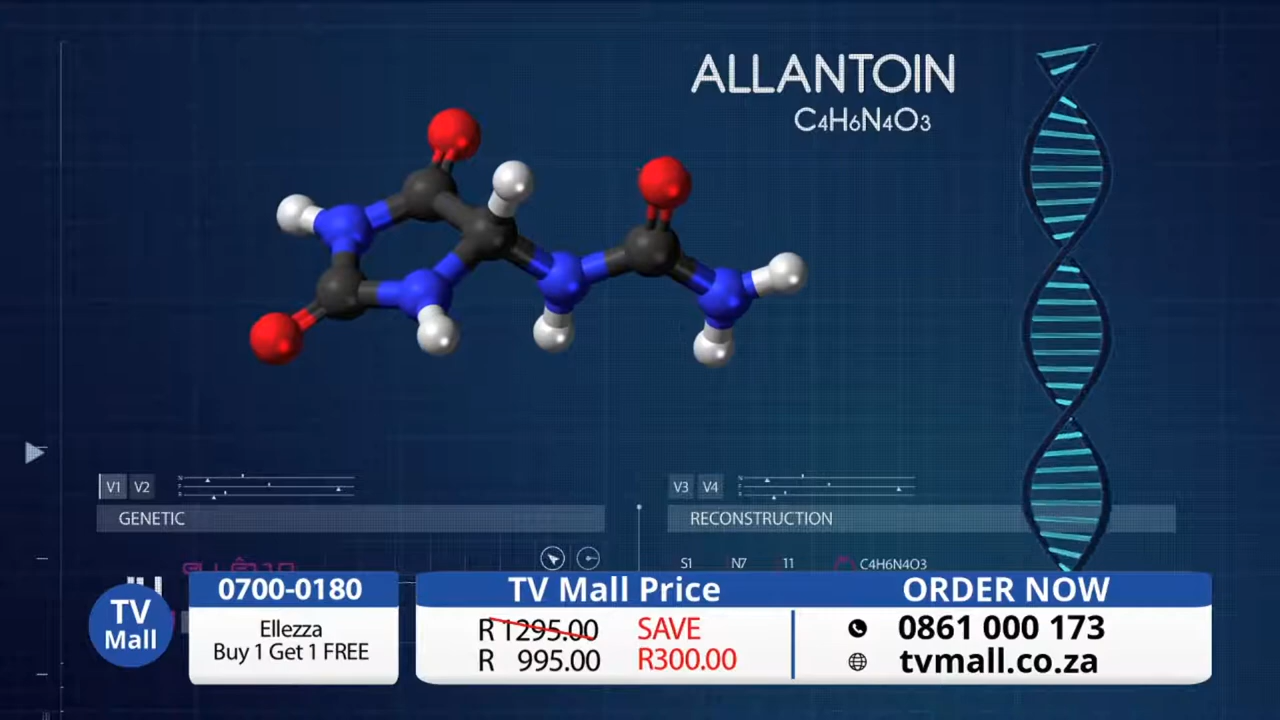 ALLANTOIN
C4H6N4O3
V1 V2
V3 V4
GENETIC
RECONSTRUCTION
S1 N7 11 C4H6N4O3
TV
Mall
0700-0180
Ellezza
Buy 1 Get 1 FREE
TV Mall Price
R 1295.00 SAVE
R 995.00 R300.00
ORDER NOW
0861 000 173
tvmall.co.za